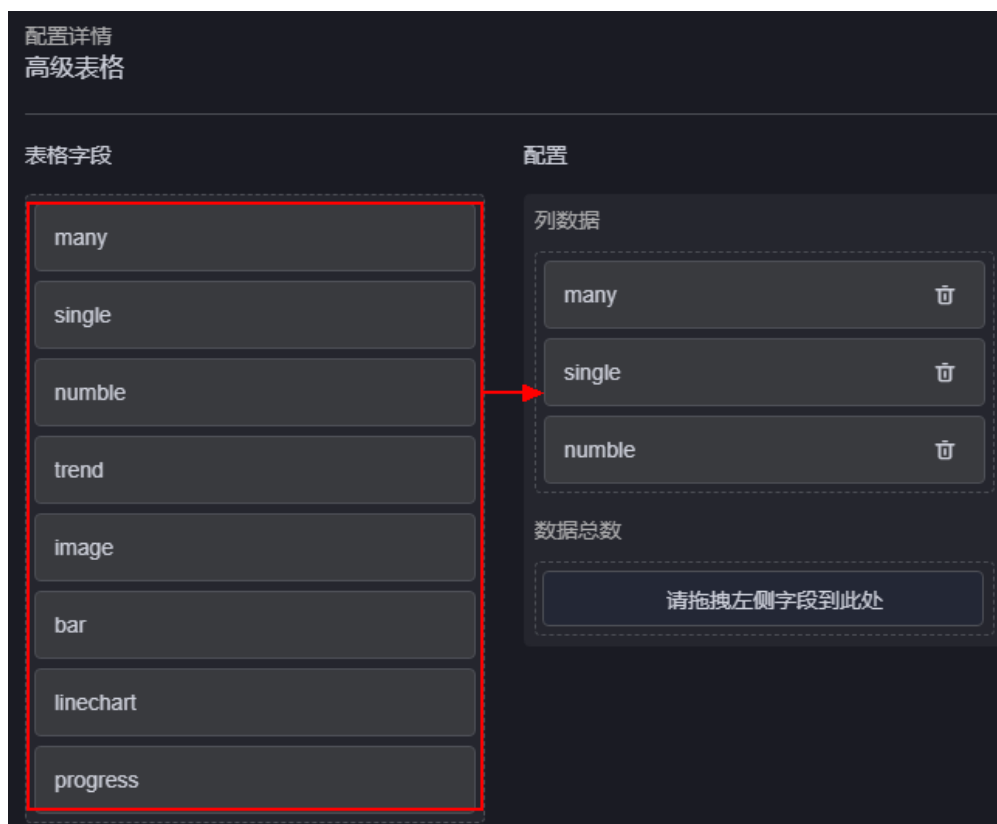 配置详情
高级表格
表格字段
many
single
numble
trend
image
bar
linechart
progress
配置
列数据
many
single
numble
数据总数
请拖拽左侧字段到此处